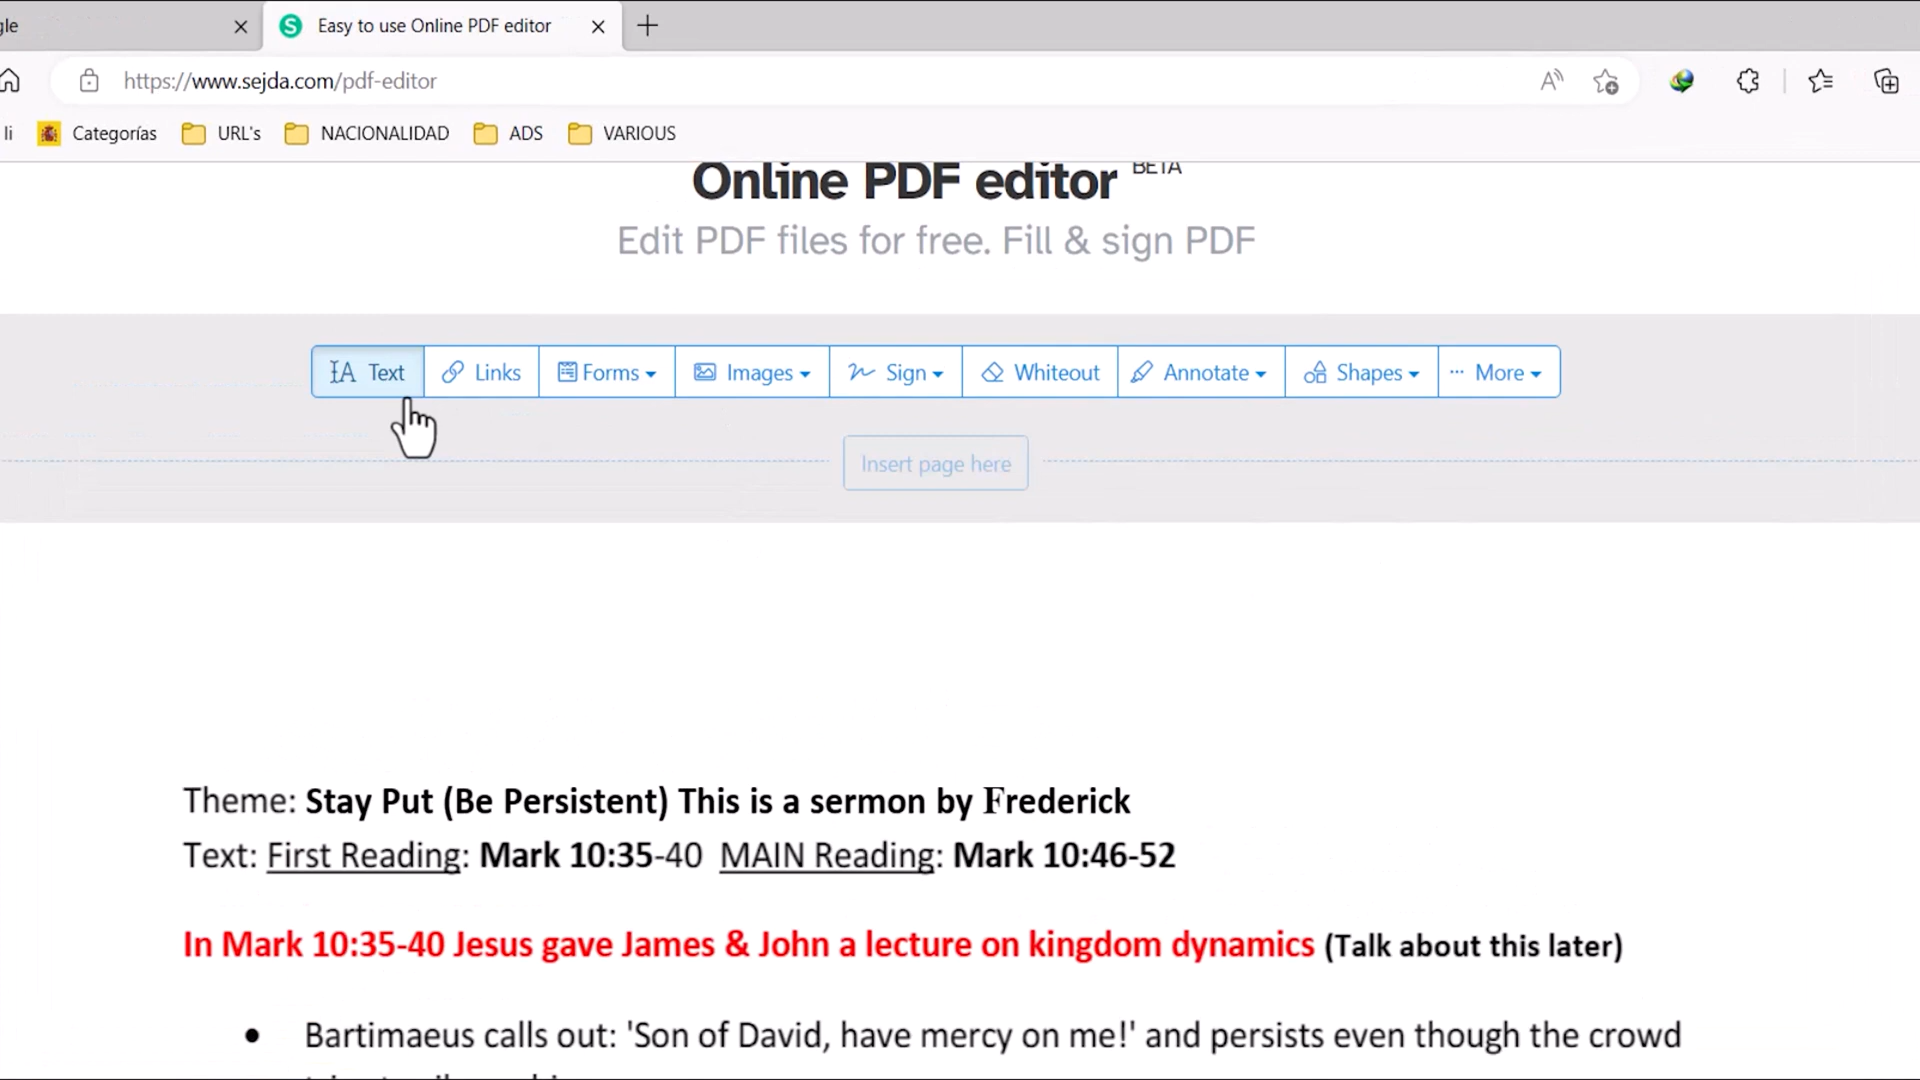 gle
Easy to use Online PDF editor
https://www.sejda.com/pdf-editor
li Categorías URL's NACIONALIDAD ADS VARIOUS
Online PDF editor BETA
Edit PDF files for free. Fill & sign PDF
Text Links Forms Images Sign Whiteout Annotate Shapes More
Insert page here
Theme: Stay Put (Be Persistent) This is a sermon by Frederick
Text: First Reading: Mark 10:35-40 MAIN Reading: Mark 10:46-52
In Mark 10:35-40 Jesus gave James & John a lecture on kingdom dynamics (Talk about this later)
• Bartimaeus calls out: 'Son of David, have mercy on me!' and persists even though the crowd